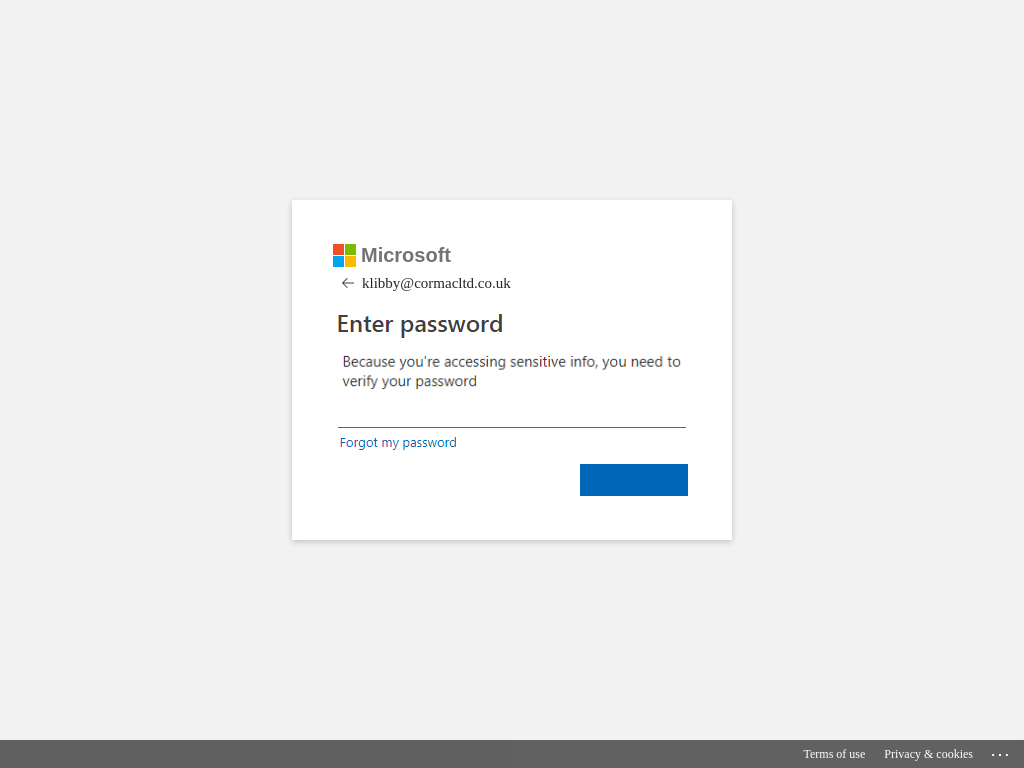 Microsoft
klibby@cormacltd.co.uk
Enter password
Because you're accessing sensitive info, you need to
verify your password
Forgot my password
Terms of use Privacy & cookies ...